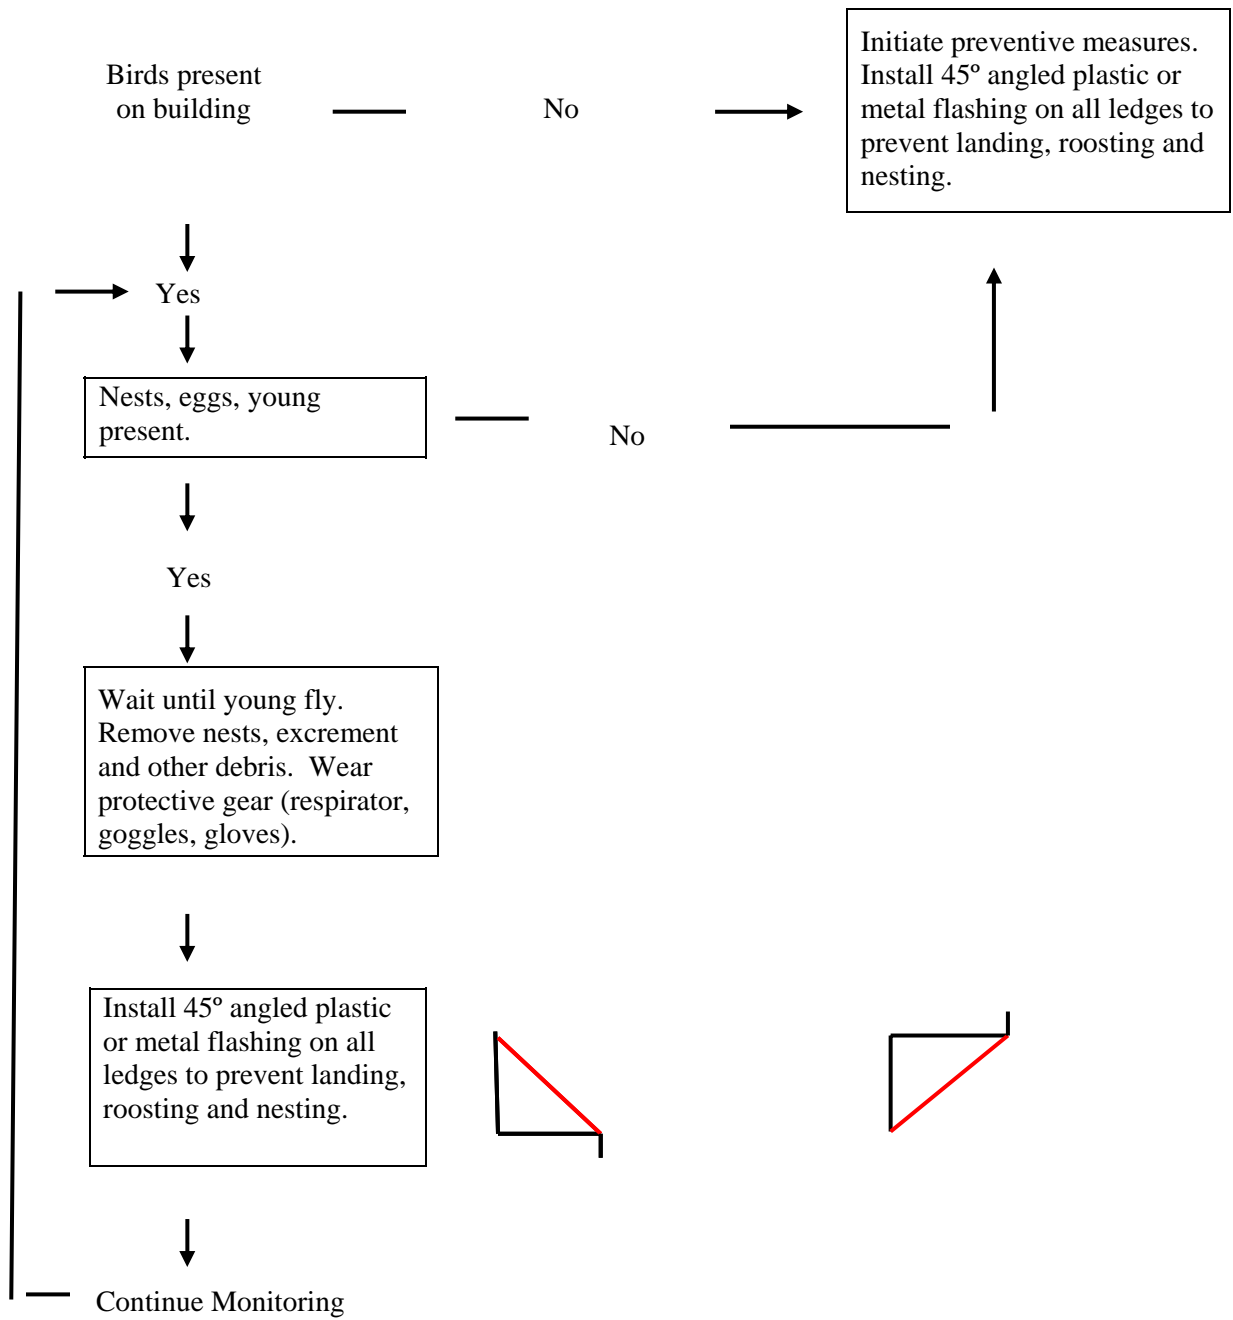 Birds present
on building
No
Initiate preventive measures.
Install 45º angled plastic or
metal flashing on all ledges to
prevent landing, roosting and
nesting.
Yes
Nests, eggs, young
present.
No
Yes
Wait until young fly.
Remove nests, excrement
and other debris.  Wear
protective gear (respirator,
goggles, gloves).
Install 45º angled plastic
or metal flashing on all
ledges to prevent landing,
roosting and nesting.
Continue Monitoring